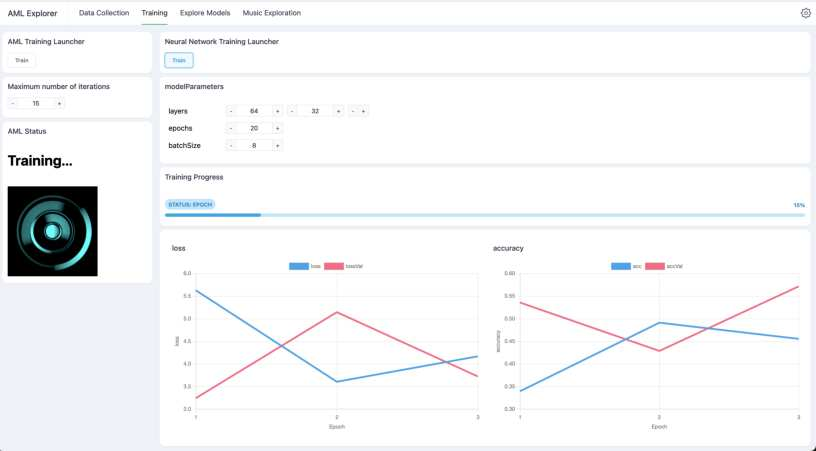 AML Explorer
Data Collection Training Explore Models Music Exploration
AML Training Launcher
Train
Maximum number of iterations
- 15 +
AML Status
Training...
Neural Network Training Launcher
Train
modelParameters
layers - 64 + - 32 + - +
epochs - 20 +
batchSize - 8 +
Training Progress
STATUS: EPOCH 15%
loss
loss lossVal
6.0
5.5
5.0
4.5
4.0
3.5
3.0
loss
1 2 3
Epoch
accuracy
acc accVal
0.60
0.55
0.50
0.45
0.40
0.35
0.30
accuracy
1 2 3
Epoch